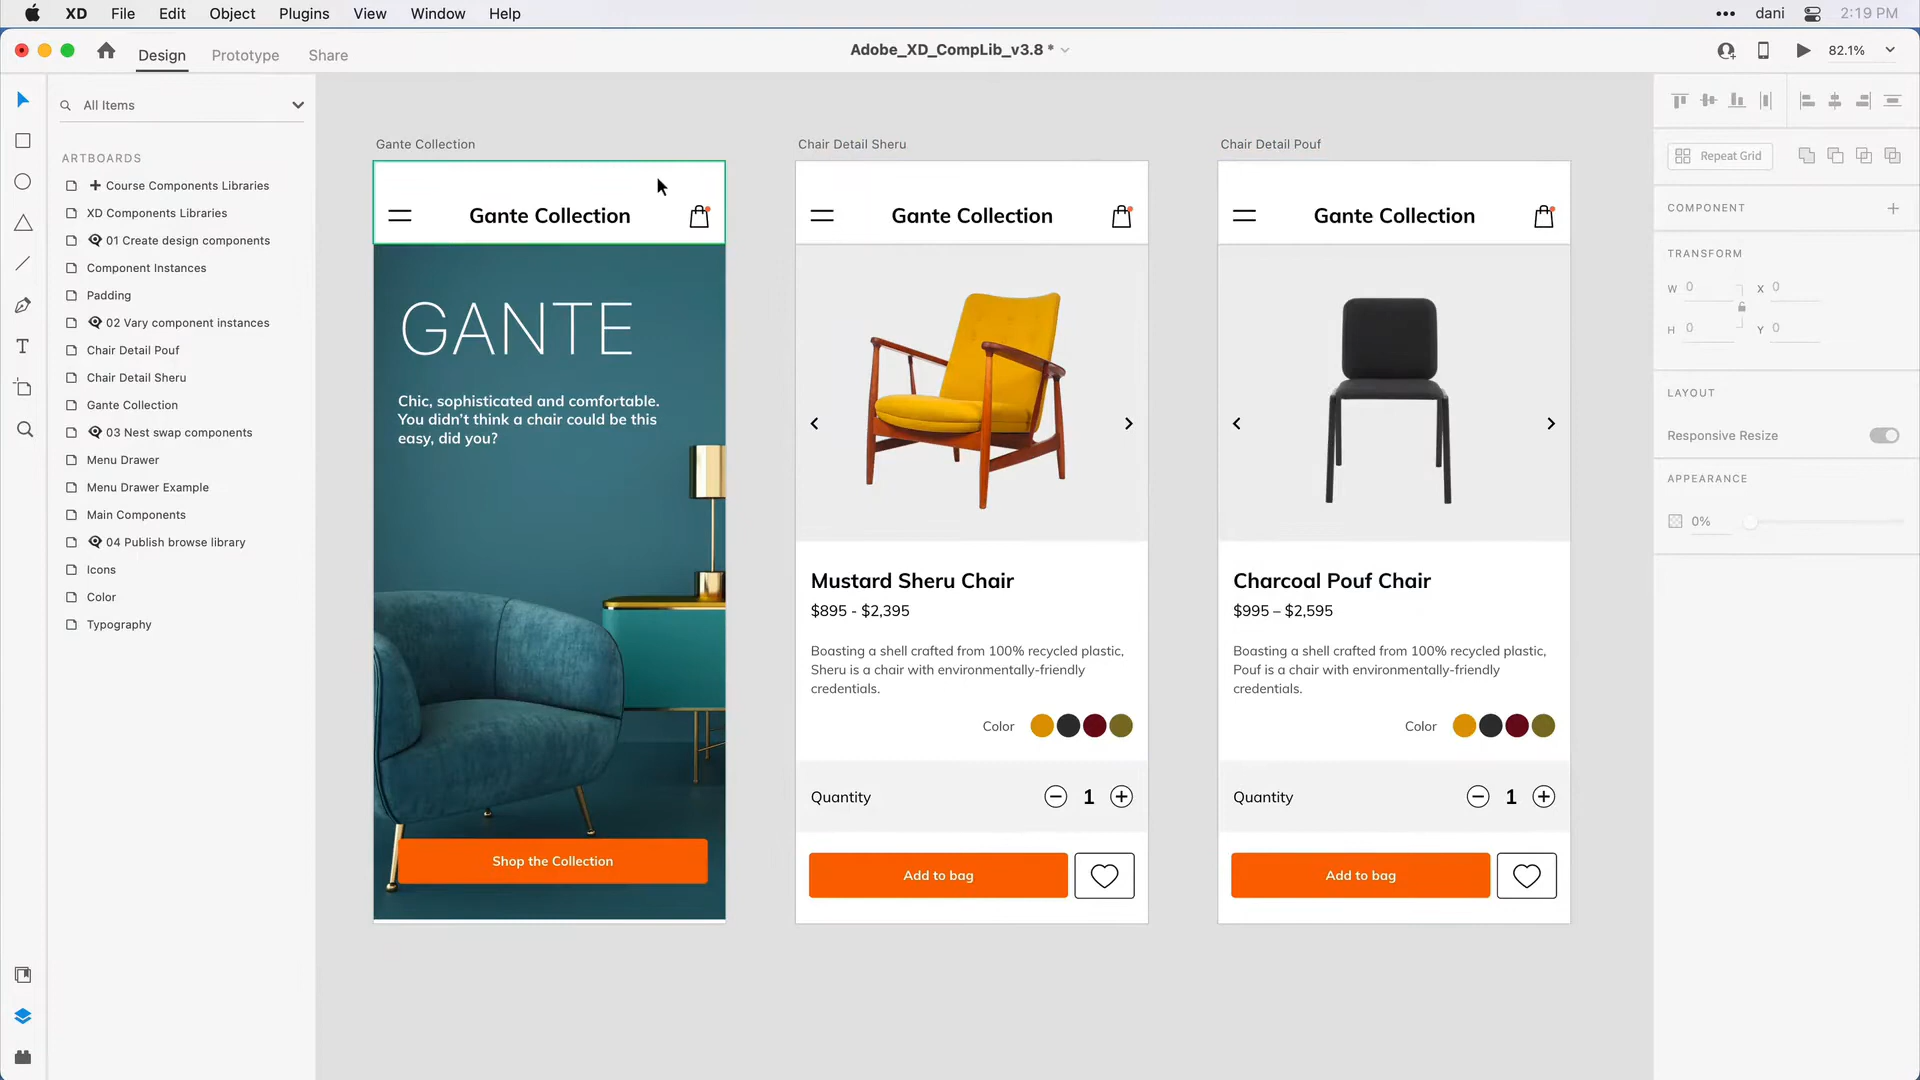 XD File Edit Object Plugins View Window Help
dani 2:19 PM
Design Prototype Share
Adobe_XD_CompLib_v3.8 *
82.1%
All Items
ARTBOARDS
Course Components Libraries
XD Components Libraries
01 Create design components
Component Instances
Padding
02 Vary component instances
Chair Detail Pouf
Chair Detail Sheru
Gante Collection
03 Nest swap components
Menu Drawer
Menu Drawer Example
Main Components
04 Publish browse library
Icons
Color
Typography
Gante Collection
Gante Collection
GANTE
Chic, sophisticated and comfortable.
You didn't think a chair could be this
easy, did you?
Shop the Collection
Chair Detail Sheru
Gante Collection
Mustard Sheru Chair
$895 - $2,395
Boasting a shell crafted from 100% recycled plastic,
Sheru is a chair with environmentally-friendly
credentials.
Color
Quantity 1
Add to bag
Chair Detail Pouf
Gante Collection
Charcoal Pouf Chair
$995 – $2,595
Boasting a shell crafted from 100% recycled plastic,
Pouf is a chair with environmentally-friendly
credentials.
Color
Quantity 1
Add to bag
Repeat Grid
COMPONENT
TRANSFORM
W 0 X 0
H 0 Y 0
LAYOUT
Responsive Resize
APPEARANCE
0%